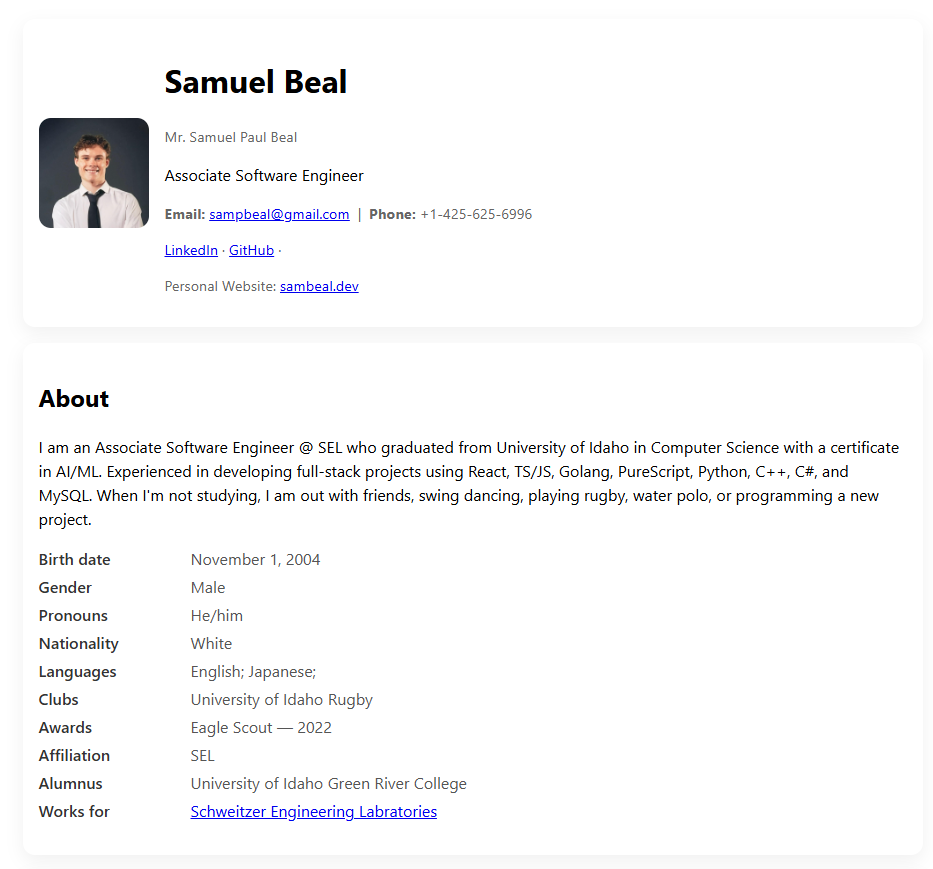 Samuel Beal
Mr. Samuel Paul Beal
Associate Software Engineer
Email: sampbeal@gmail.com | Phone: +1-425-625-6996
LinkedIn · GitHub ·
Personal Website: sambeal.dev
About
I am an Associate Software Engineer @ SEL who graduated from University of Idaho in Computer Science with a certificate
in AI/ML. Experienced in developing full-stack projects using React, TS/JS, Golang, PureScript, Python, C++, C#, and
MySQL. When I'm not studying, I am out with friends, swing dancing, playing rugby, water polo, or programming a new
project.
Birth date November 1, 2004
Gender Male
Pronouns He/him
Nationality White
Languages English; Japanese;
Clubs University of Idaho Rugby
Awards Eagle Scout — 2022
Affiliation SEL
Alumnus University of Idaho Green River College
Works for Schweitzer Engineering Labratories